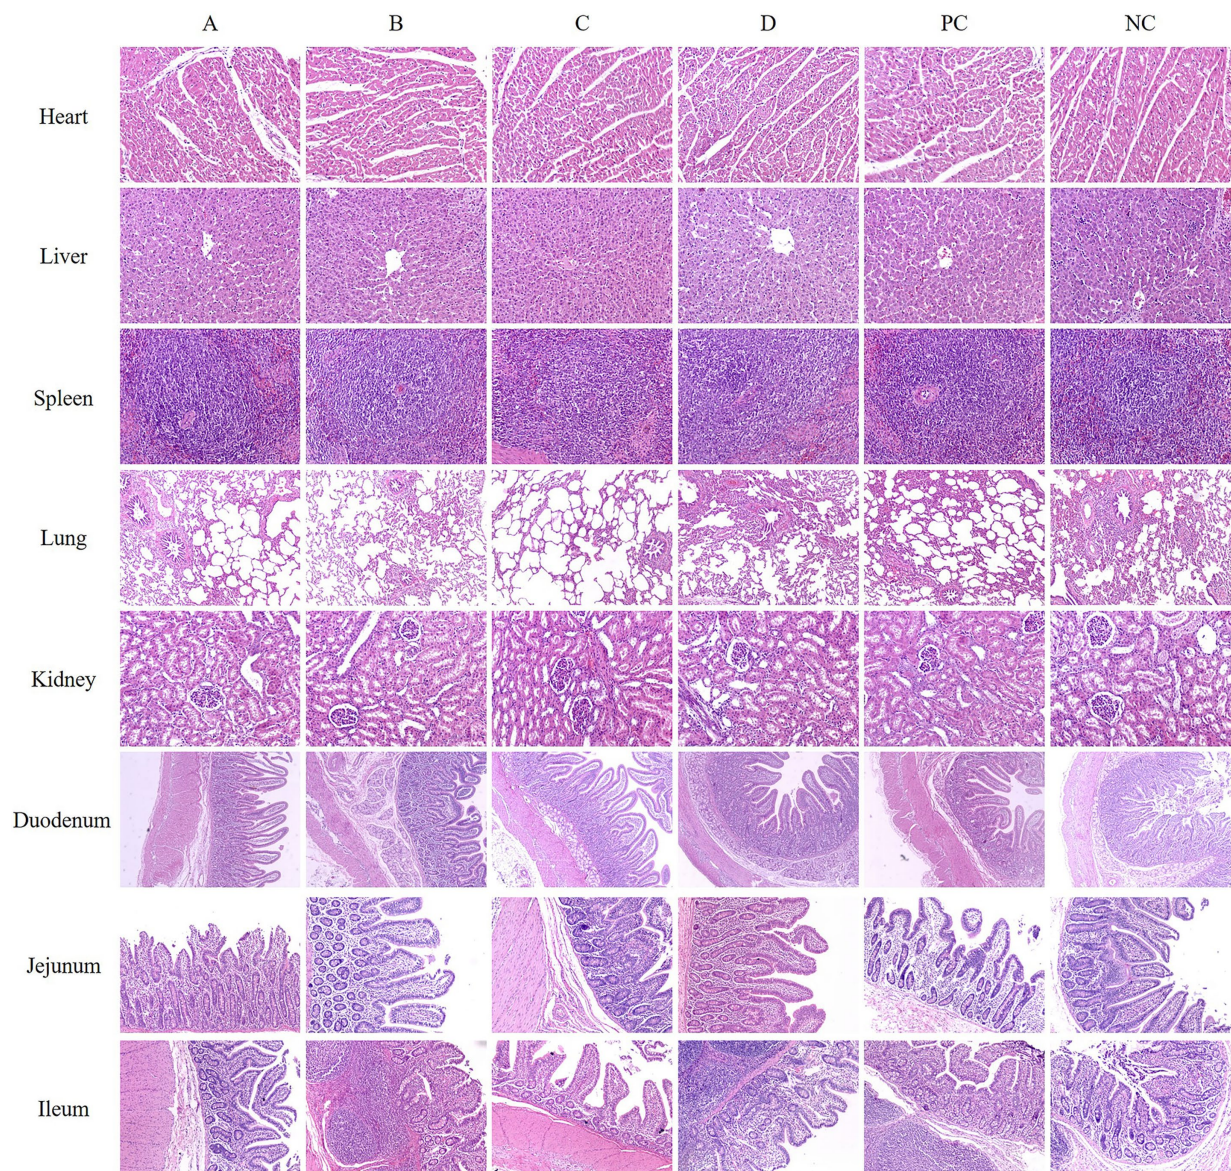 A B C D PC NC
Heart
Liver
Spleen
Lung
Kidney
Duodenum
Jejunum
Ileum